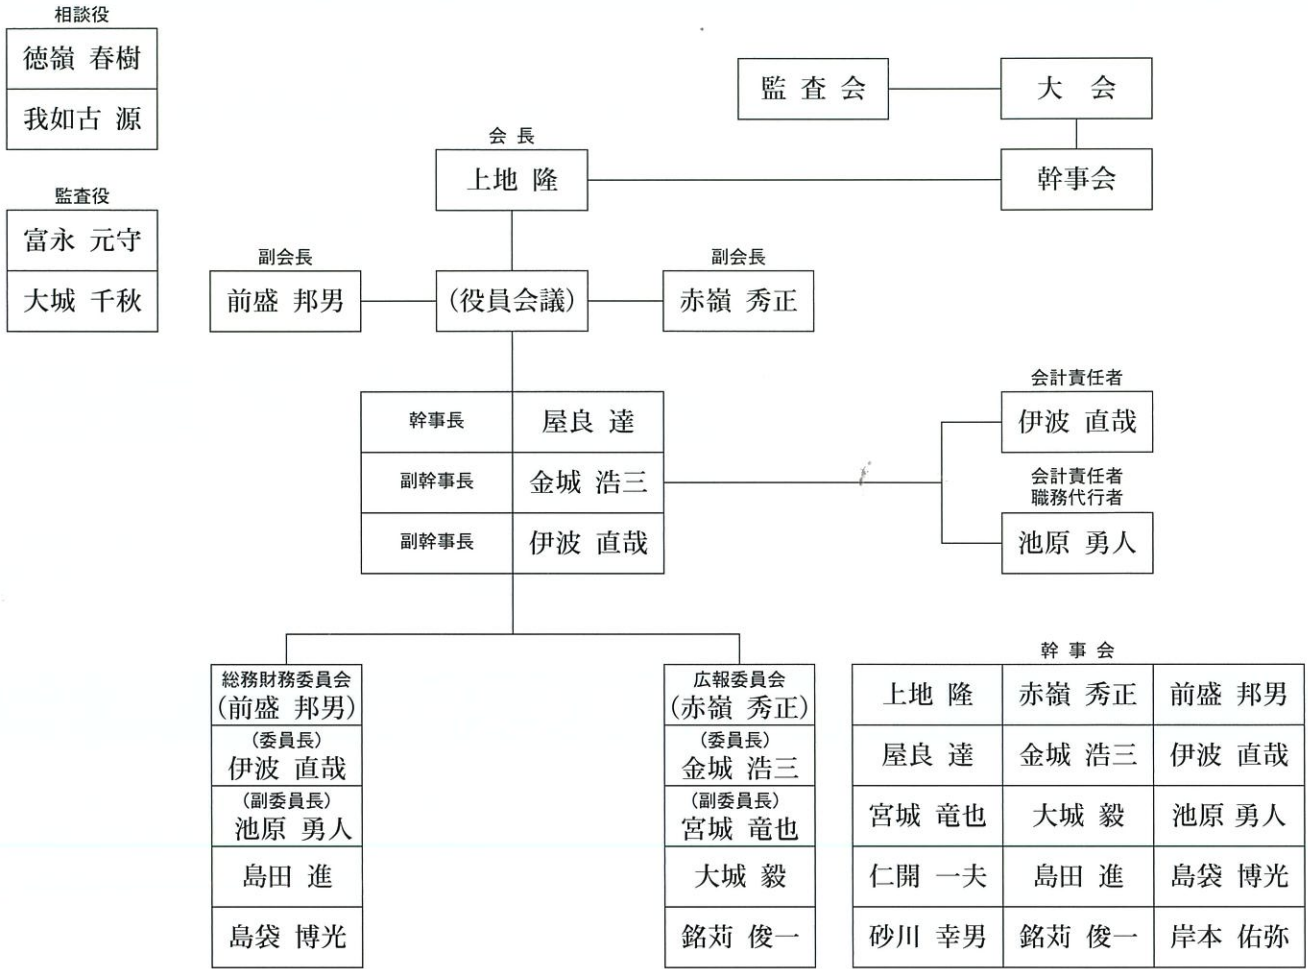 相談役
徳嶺 春樹
我如古 源
監査役
富永 元守
大城 千秋
監 査 会
大 会
幹事会
会 長
上地 隆
副会長
前盛 邦男
(役員会議)
副会長
赤嶺 秀正
幹事長
屋良 達
副幹事長
金城 浩三
副幹事長
伊波 直哉
会計責任者
伊波 直哉
会計責任者
職務代行者
池原 勇人
総務財務委員会
(前盛 邦男)
(委員長)
伊波 直哉
(副委員長)
池原 勇人
島田 進
島袋 博光
広報委員会
(赤嶺 秀正)
(委員長)
金城 浩三
(副委員長)
宮城 竜也
大城 毅
銘苅 俊一
幹 事 会
上地 隆 赤嶺 秀正 前盛 邦男
屋良 達 金城 浩三 伊波 直哉
宮城 竜也 大城 毅 池原 勇人
仁開 一夫 島田 進 島袋 博光
砂川 幸男 銘苅 俊一 岸本 佑弥